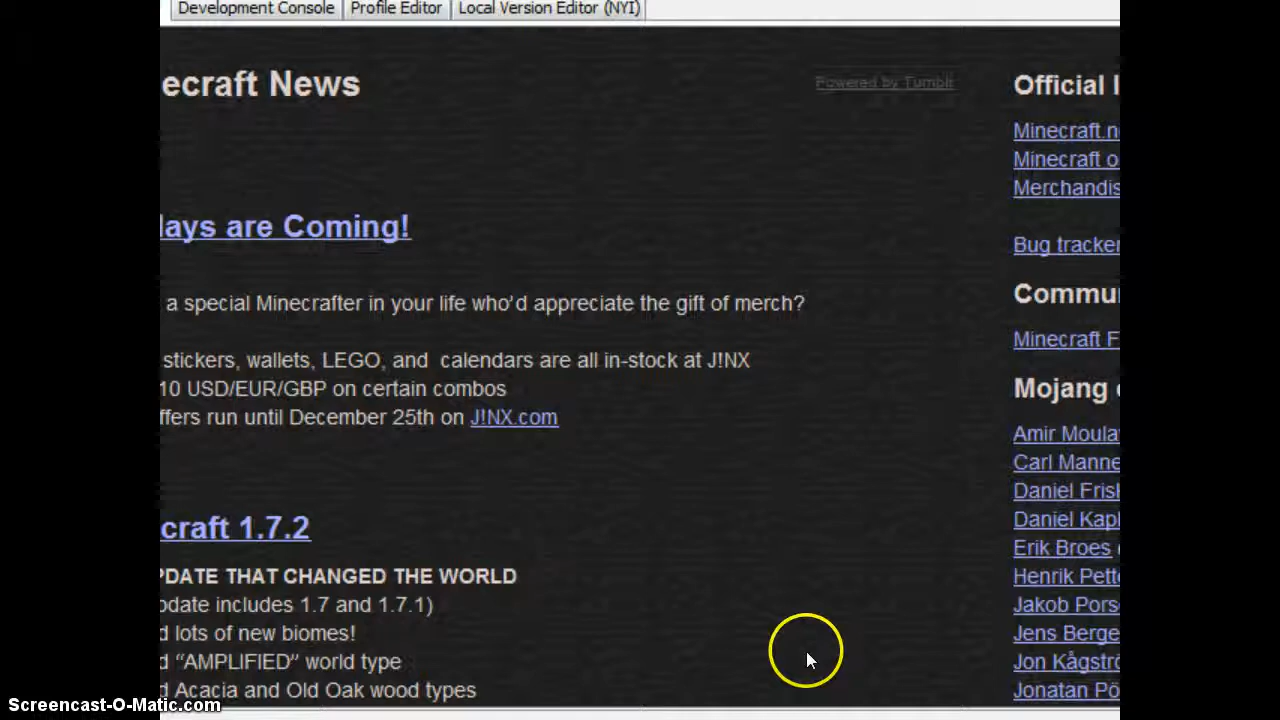 Development Console Profile Editor Local Version Editor (NYI)
ecraft News
Powered by Tumblr
lays are Coming!
a special Minecrafter in your life who'd appreciate the gift of merch?
stickers, wallets, LEGO, and calendars are all in-stock at J!NX
10 USD/EUR/GBP on certain combos
ffers run until December 25th on J!NX.com
craft 1.7.2
PDATE THAT CHANGED THE WORLD
pdate includes 1.7 and 1.7.1)
d lots of new biomes!
d “AMPLIFIED” world type
d Acacia and Old Oak wood types
Official l
Minecraft.n
Minecraft o
Merchandis
Bug tracker
Commu
Minecraft F
Mojang
Amir Moula
Carl Manne
Daniel Frisk
Daniel Kapl
Erik Broes
Henrik Pette
Jakob Pors
Jens Berge
Jon Kågstr
Jonatan Pö
Screencast-O-Matic.com